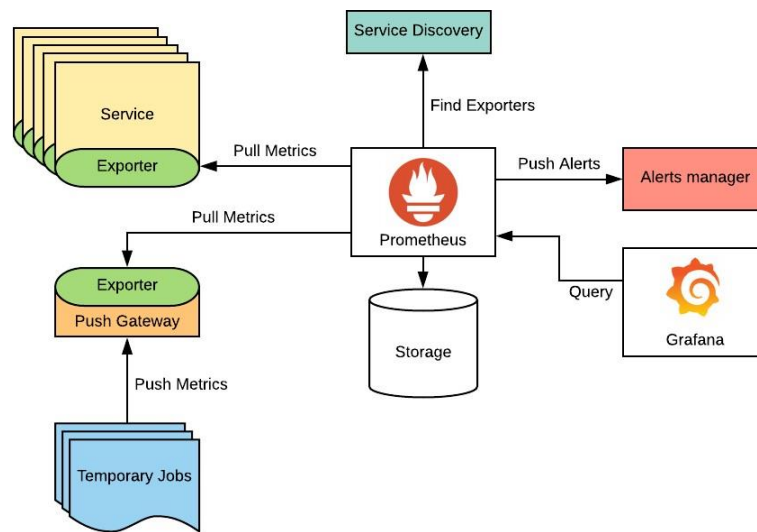 Service Discovery
Find Exporters
Service
Exporter
Pull Metrics
Push Alerts
Alerts manager
Pull Metrics
Prometheus
Exporter
Push Gateway
Query
Grafana
Storage
Push Metrics
Temporary Jobs